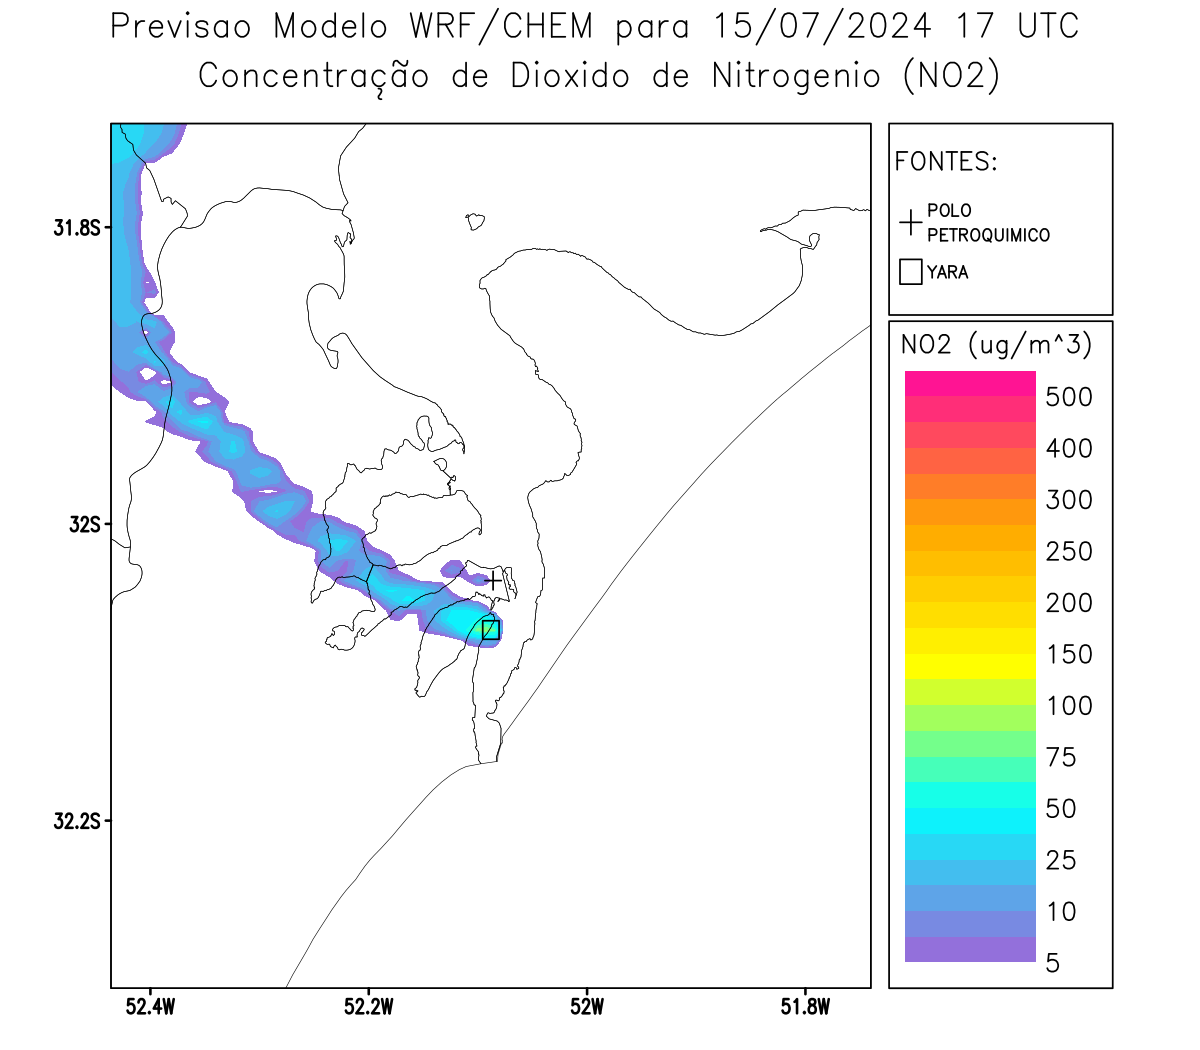 Previsao Modelo WRF/CHEM para 15/07/2024 17 UTC
Concentração de Dioxido de Nitrogenio (NO2)
FONTES:
POLO
PETROQUIMICO
YARA
NO2 (ug/m^3)
500
400
300
250
200
150
100
75
50
25
10
5
31.8S
32S
32.2S
52.4W
52.2W
52W
51.8W